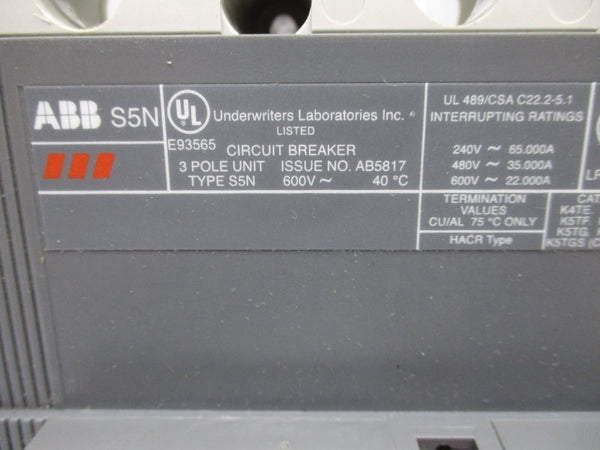 ABB S5N
UL
Underwriters Laboratories Inc.®
LISTED
E93565
CIRCUIT BREAKER
3 POLE UNIT ISSUE NO. AB5817
TYPE S5N 600V ~ 40 °C
UL 489/CSA C22.2-5.1
INTERRUPTING RATINGS
240V ~ 65.000A
480V ~ 35.000A
600V ~ 22.000A
TERMINATION
VALUES
CU/AL 75 °C ONLY
HACR Type
CAT
K4TE
K5TF
K5TG
K5TGS (C